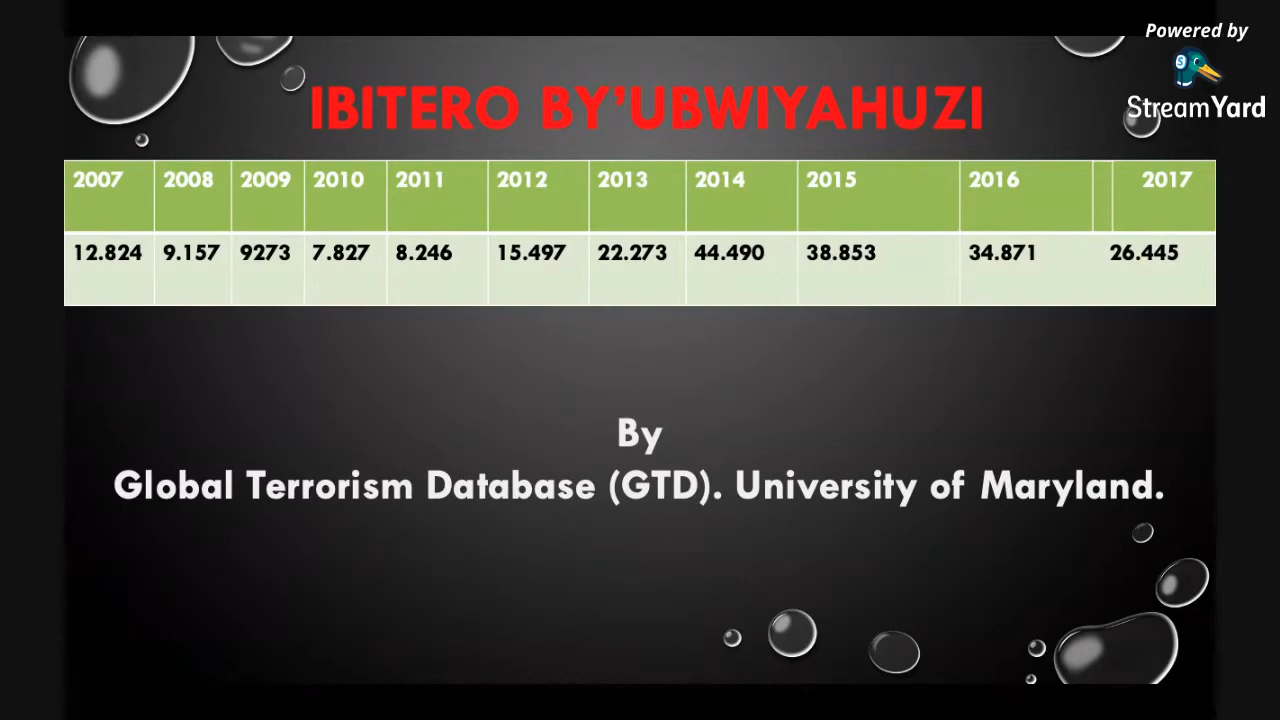 Powered by
StreamYard
IBITERO BY’UBWIYAHUZI
2007 2008 2009 2010 2011 2012 2013 2014 2015 2016 2017
12.824 9.157 9273 7.827 8.246 15.497 22.273 44.490 38.853 34.871 26.445
By
Global Terrorism Database (GTD). University of Maryland.